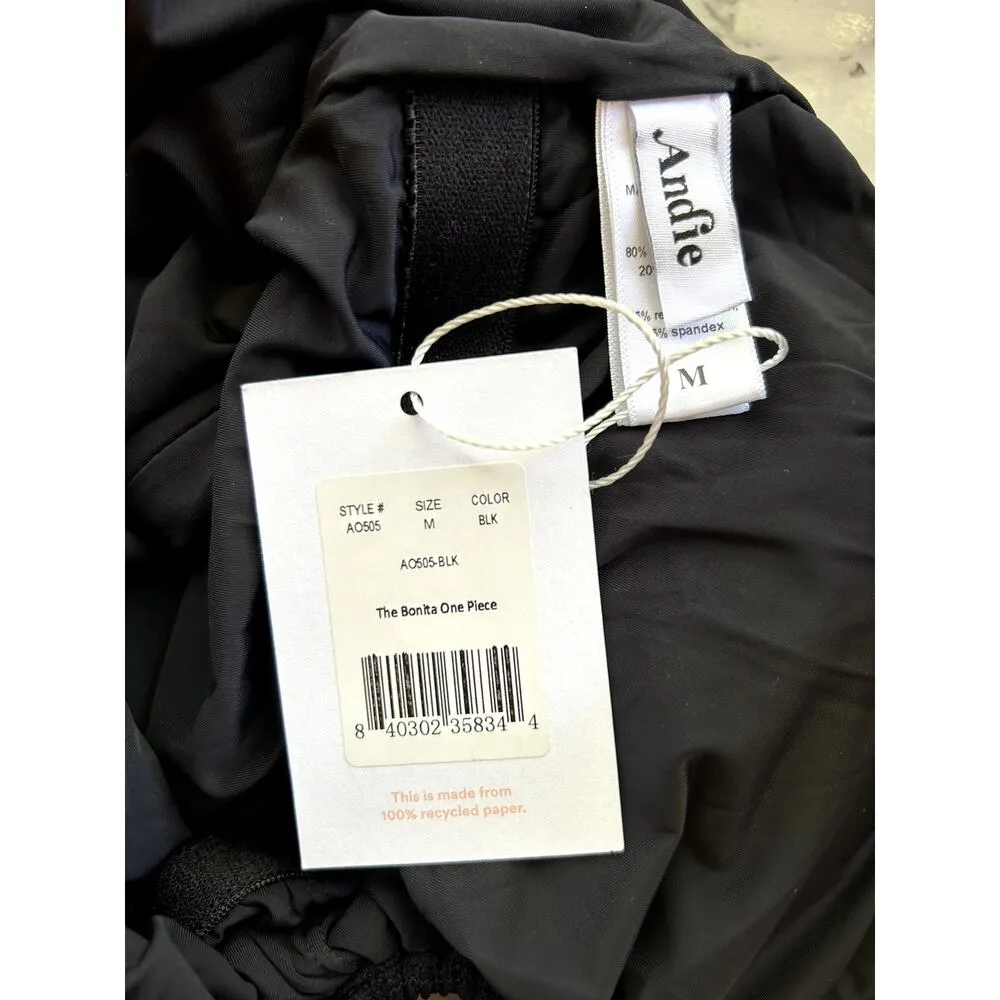 Andie
80%
20
% re
% spandex
M
STYLE # SIZE COLOR
AO505 M BLK
AO505-BLK
The Bonita One Piece
8 40302 35834 4
This is made from
100% recycled paper.